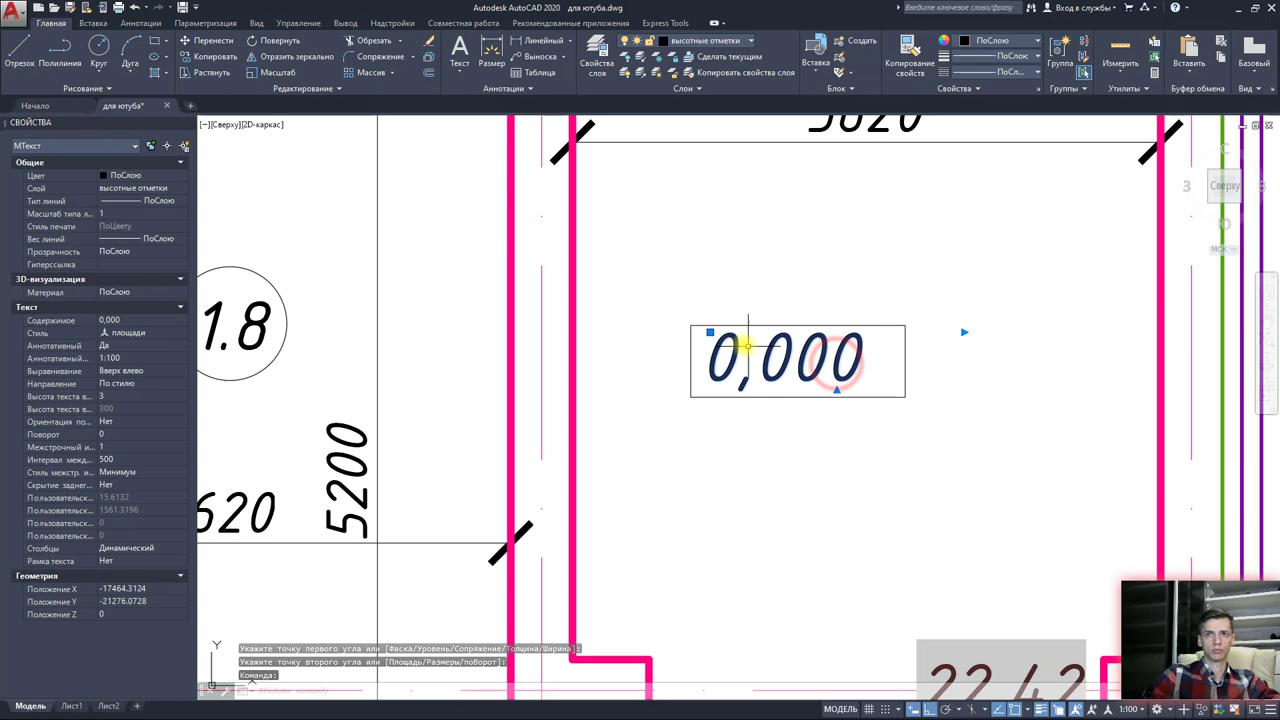 Autodesk AutoCAD 2020 для ютуба.dwg
Введите ключевое слово/фразу
Вход в службы
Главная Вставка Аннотации Параметризация Вид Управление Вывод Надстройки Совместная работа Рекомендованные приложения Express Tools
Отрезок Полилиния Круг Дуга
Перенести Повернуть Обрезать
Копировать Отразить зеркально Сопряжение
Растянуть Масштаб Массив
Текст Размер
Линейный
Выноска
Таблица
Свойства слоя
высотные отметки
Сделать текущим
Копировать свойства слоя
Вставка
Создать
Копирование свойств
ПоСлою
ПоСлок
ПоСл...
Группа
Измерить
Вставить
Базовый
Рисование Редактирование Аннотации Слои Блок Свойства Группы Утилиты Буфер обмена Вид
Начало для ютуба*
СВОЙСТВА
[−][Сверху][2D-каркас]
МТекст
Общие
Цвет ПоСлою
Слой высотные отметки
Тип линий ПоСлою
Масштаб типа л... 1
Стиль печати ПоЦвету
Вес линий ПоСлою
Прозрачность ПоСлою
Гиперссылка
3D-визуализация
Материал ПоСлою
Текст
Содержимое 0,000
Стиль площади
Аннотативный Да
Аннотативный... 1:100
Выравнивание Вверх влево
Направление По стилю
Высота текста в... 3
Высота текста в... 300
Ориентация по... Нет
Поворот 0
Межстрочный и... 1
Интервал межд... 500
Стиль межстр. и... Минимум
Скрытие заднег... Нет
Пользовательск... 15.6132
Пользовательск... 1561.3196
Пользовательск... 0
Пользовательск... 0
Столбцы Динамический
Рамка текста Нет
Геометрия
Положение X -17464.3124
Положение Y -21276.0728
Положение Z 0
1.8
5200
620
0,000
С
З Сверху В
Ю
МСК
Y
Укажите точку первого угла или [Фаска/Уровень/Сопряжение/Толщина/Ширина]:
Укажите точку второго угла или [Площадь/Размеры/поВорот]:
Команда:
Введите команду
Модель Лист1 Лист2
МОДЕЛЬ
1:100